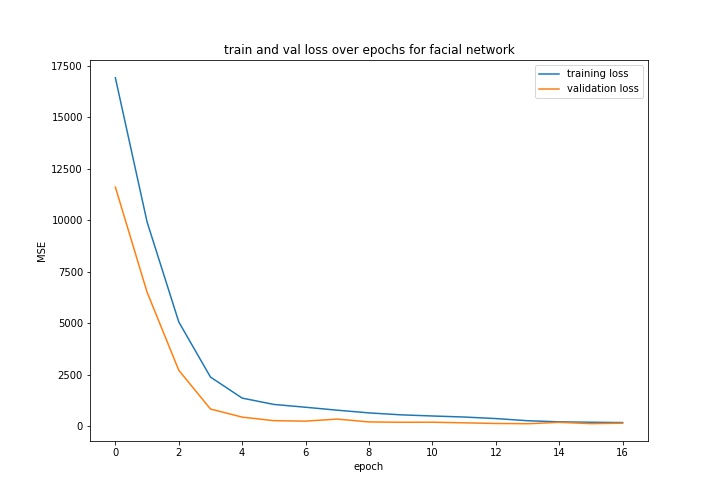 train and val loss over epochs for facial network
training loss
validation loss
17500
15000
12500
10000
7500
5000
2500
0
MSE
0 2 4 6 8 10 12 14 16
epoch